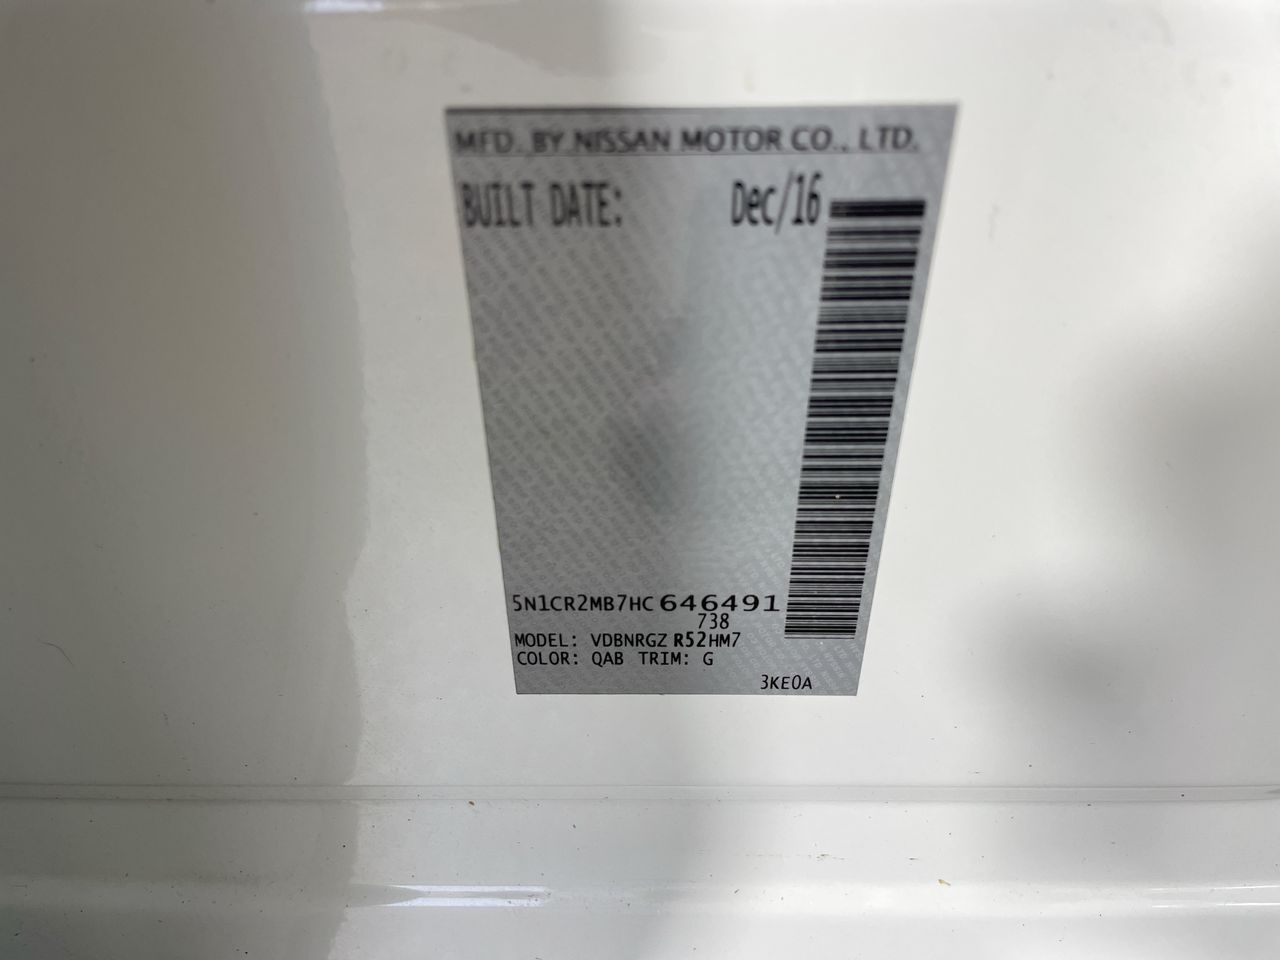 MFD. BY NISSAN MOTOR CO., LTD.
BUILT DATE: Dec/16
5N1CR2MB7HC646491
738
MODEL: VDBNRGZ R52HM7
COLOR: QAB TRIM: G
3KE0A